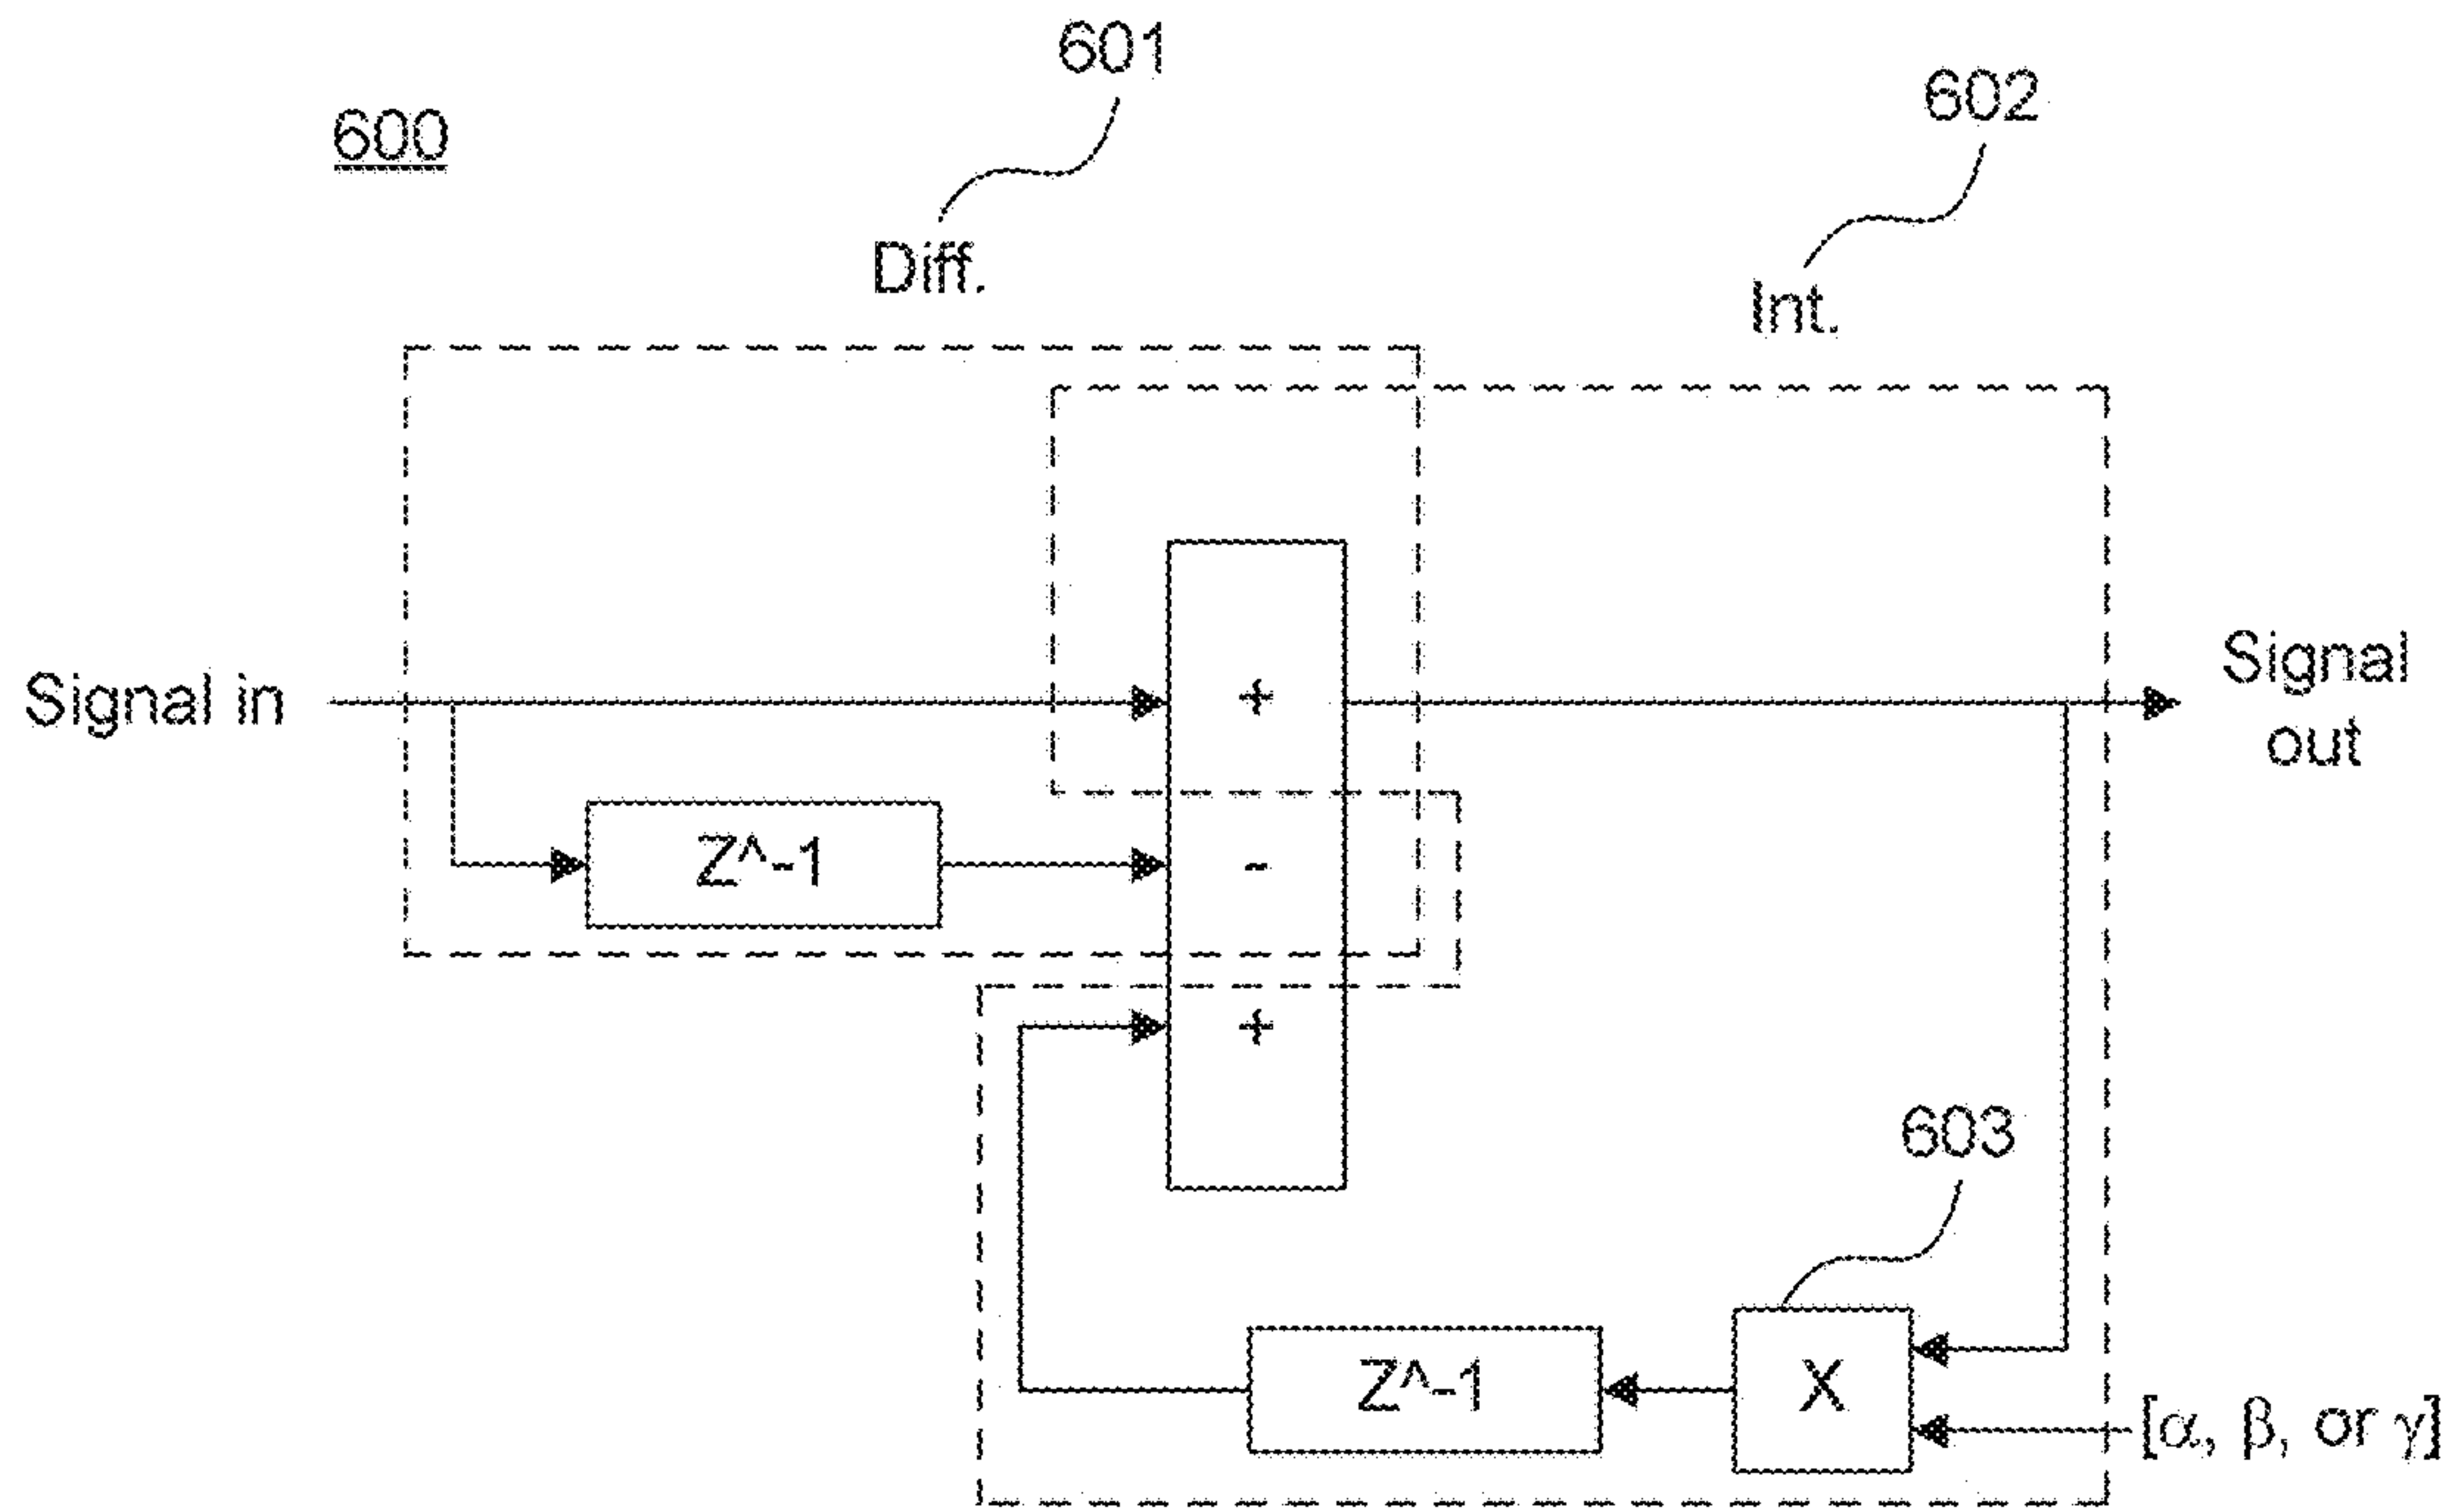 601
602
600
Diff.
Int.
+
Signal in
Signal
out
Z^-1
-
+
603
Z^-1
X
[α, β, or γ]